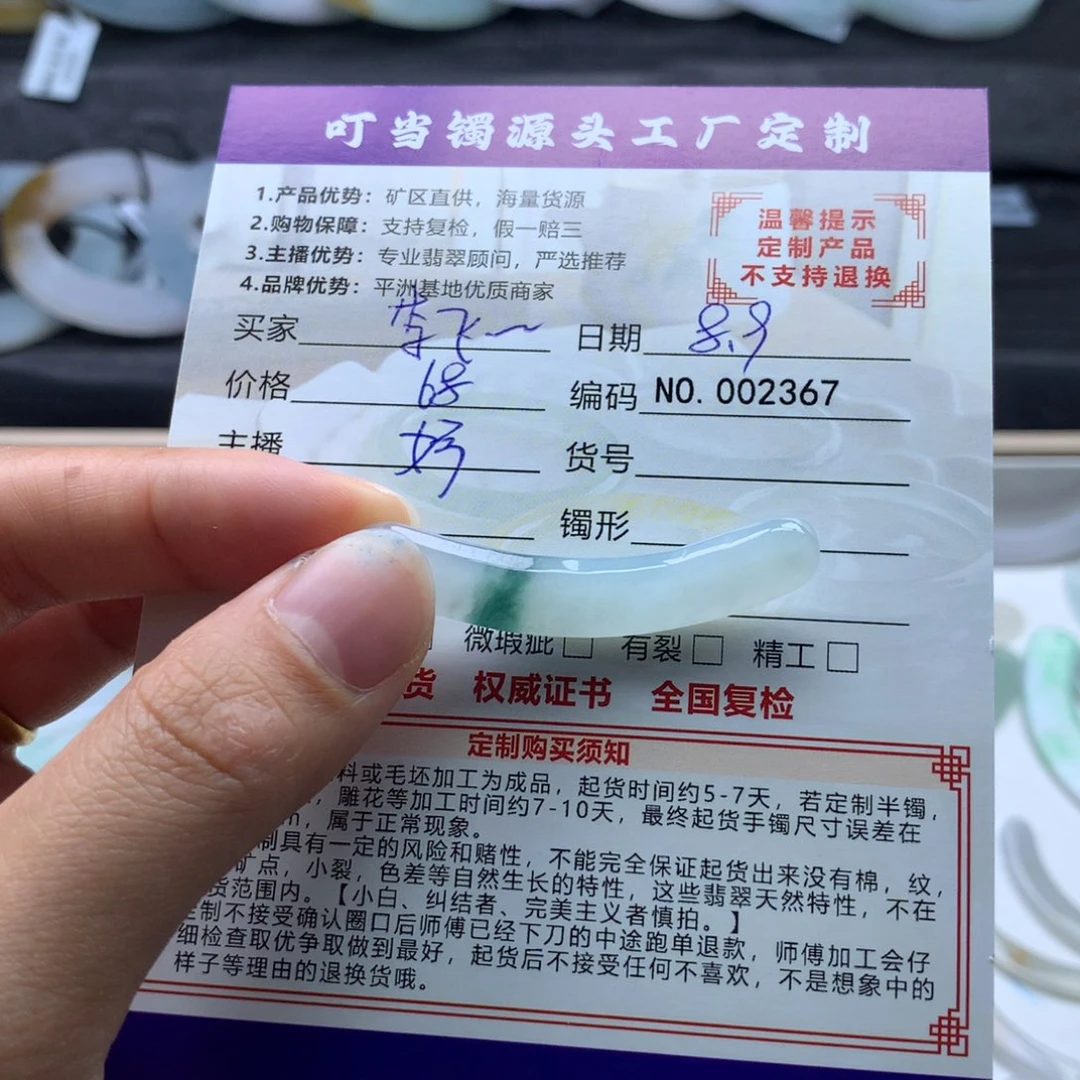 叮当镯源头工厂定制
1.产品优势：矿区直供，海量货源
2.购物保障：支持复检，假一赔三
3.主播优势：专业翡翠顾问，严选推荐
4.品牌优势：平洲基地优质商家
温馨提示
定制产品
不支持退换
买家 李飞一 日期 8.9
价格 68 编码 NO.002367
主播 货号
镯形
微瑕疵□ 有裂□ 精工□
货 权威证书 全国复检
定制购买须知
料或毛坯加工为成品，起货时间约5-7天，若定制半镯，
，雕花等加工时间约7-10天，最终起货手镯尺寸误差在
，属于正常现象。
制具有一定的风险和赌性，不能完全保证起货出来没有棉，纹，
矿点，小裂，色差等自然生长的特性，这些翡翠天然特性，不在
货范围内。【小白、纠结者、完美主义者慎拍。】
定制不接受确认圈口后师傅已经下刀的中途跑单退款，师傅加工会仔
细检查取优争取做到最好，起货后不接受任何不喜欢，不是想象中的
样子等理由的退换货哦。